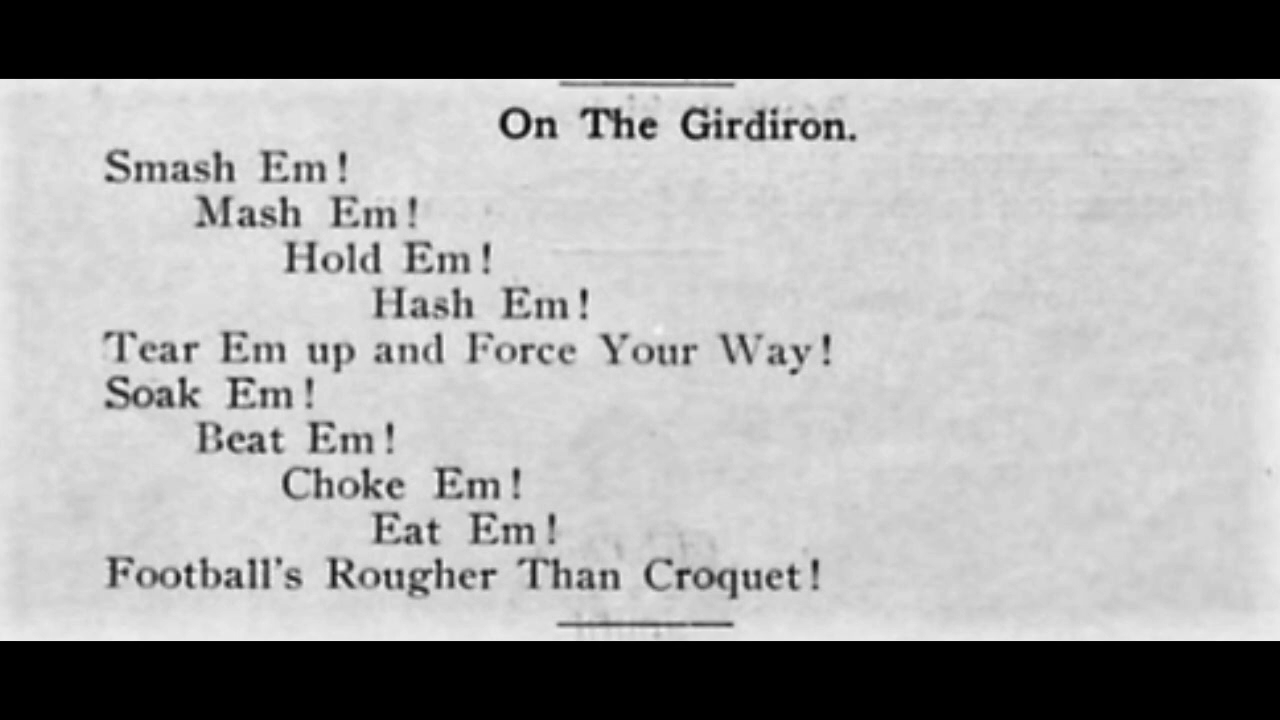 On The Girdiron.
Smash Em!
Mash Em!
Hold Em!
Hash Em!
Tear Em up and Force Your Way!
Soak Em!
Beat Em!
Choke Em!
Eat Em!
Football's Rougher Than Croquet!